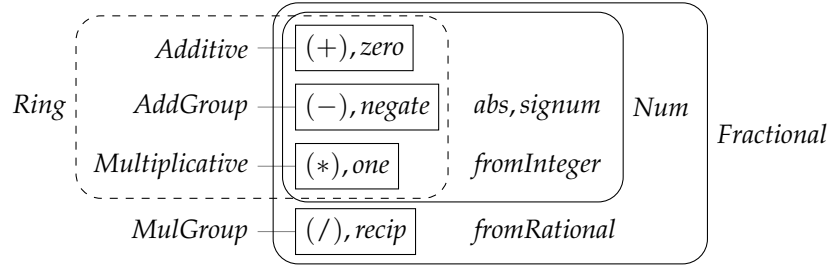 Additive (+), zero
Ring AddGroup (−), negate abs, signum Num
Fractional
Multiplicative (∗), one fromInteger
MulGroup (/), recip fromRational